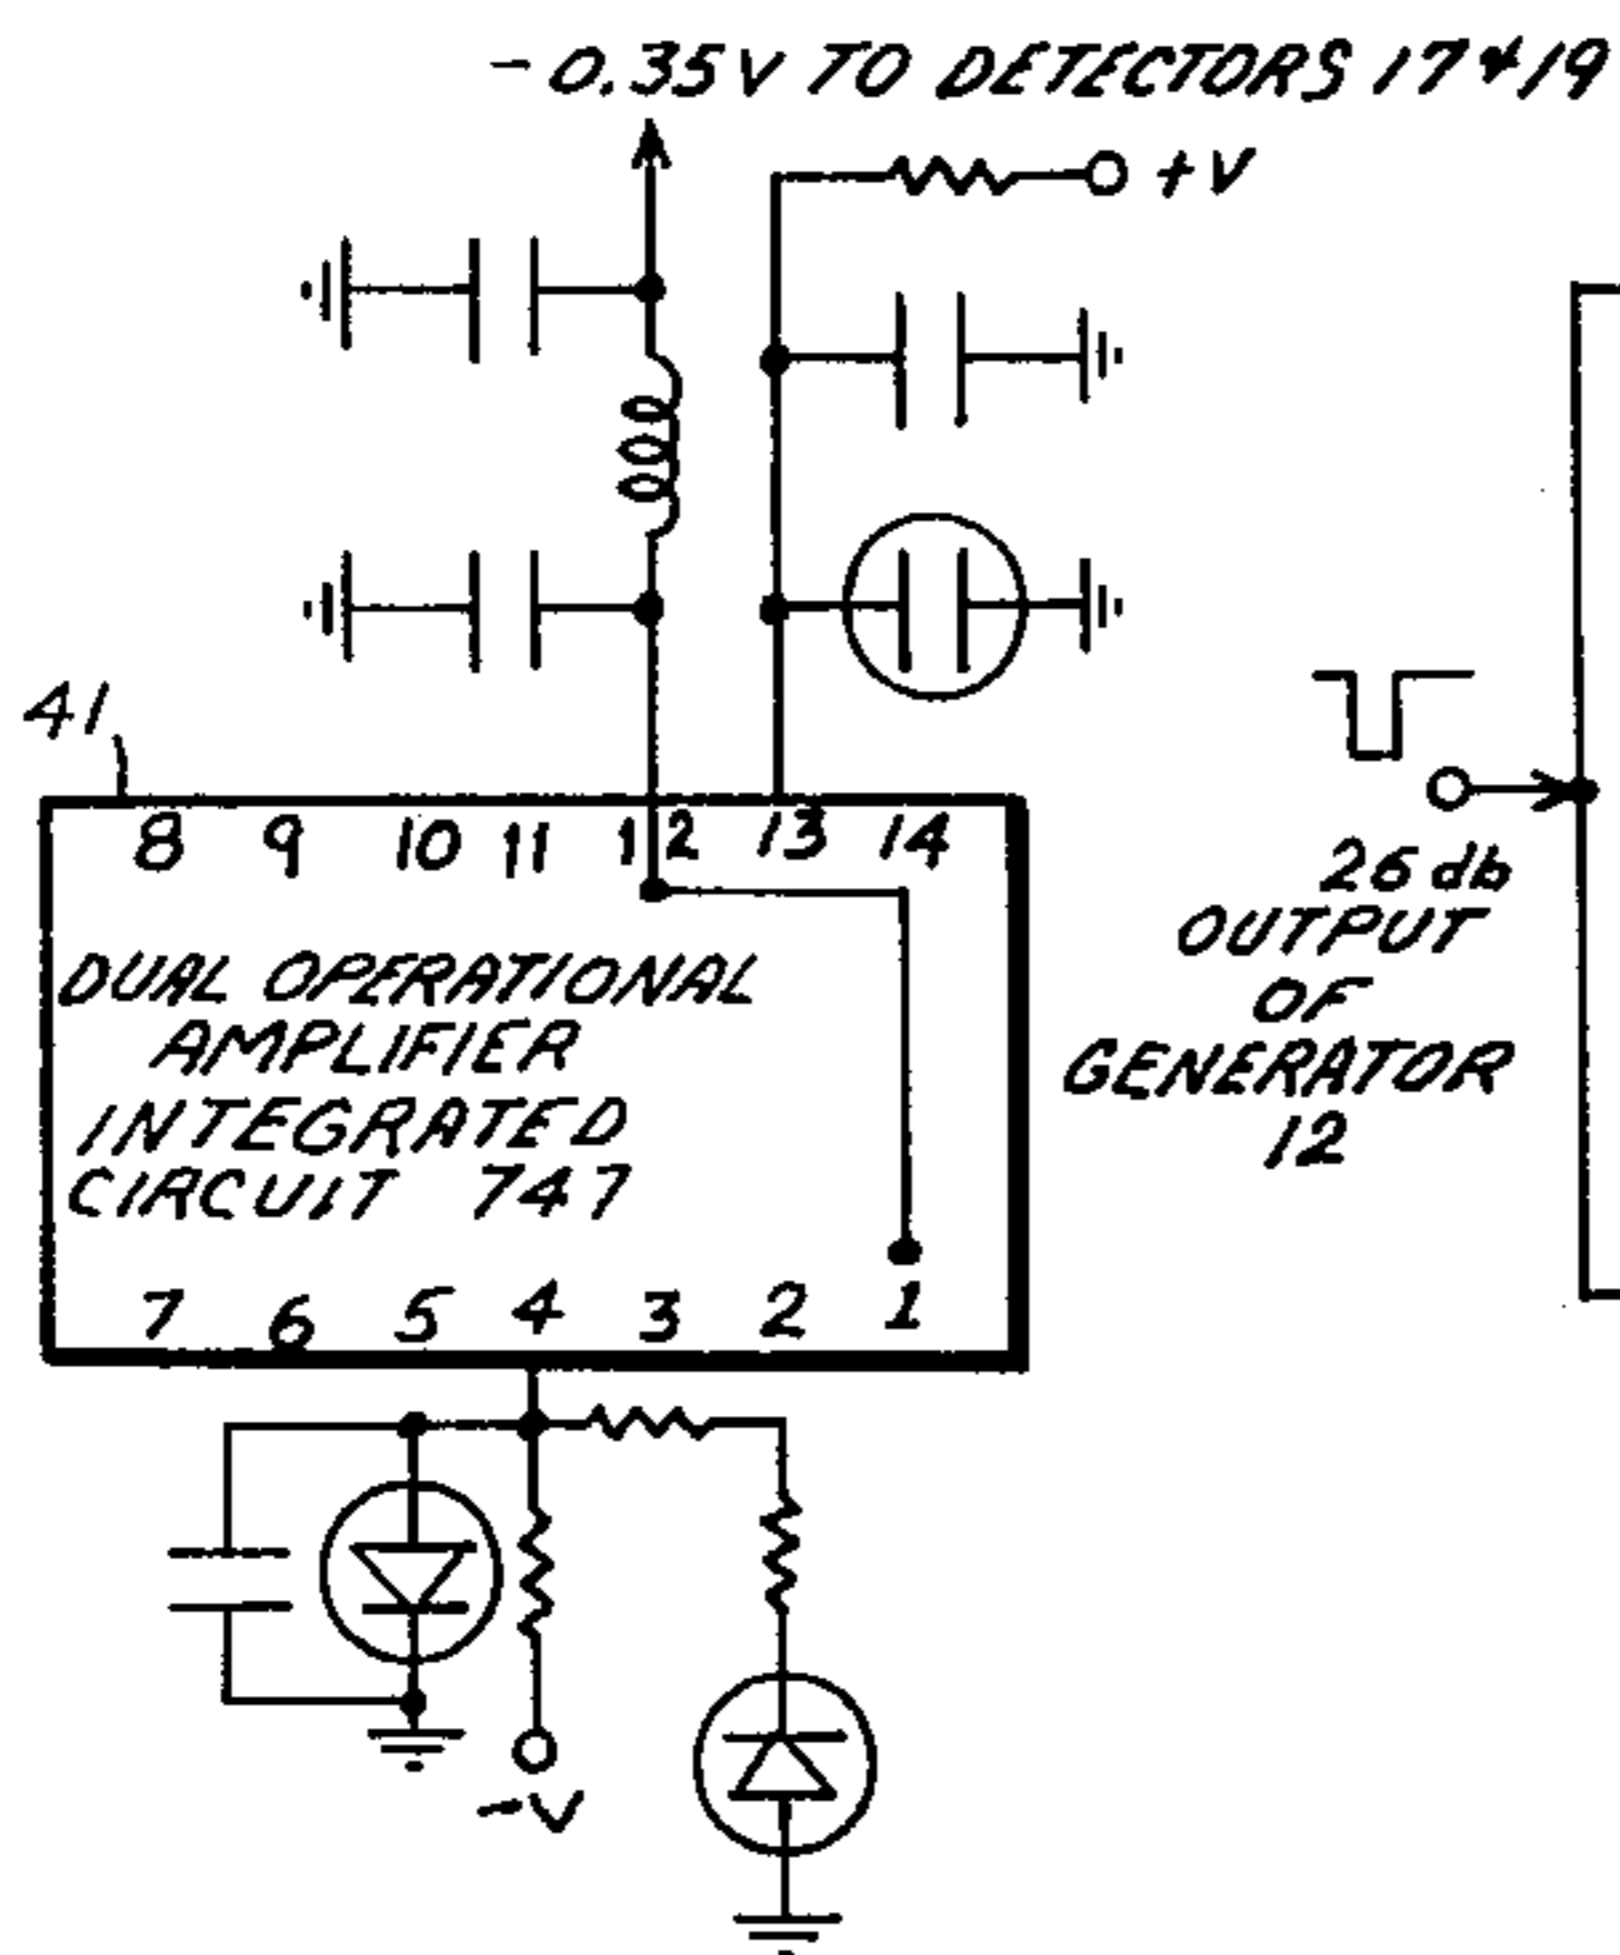 -0.35V TO DETECTORS 17 & 19
+V
41
8 9 10 11 12 13 14
DUAL OPERATIONAL
AMPLIFIER
INTEGRATED
CIRCUIT 747
7 6 5 4 3 2 1
26 db
OUTPUT
OF
GENERATOR
12
-V